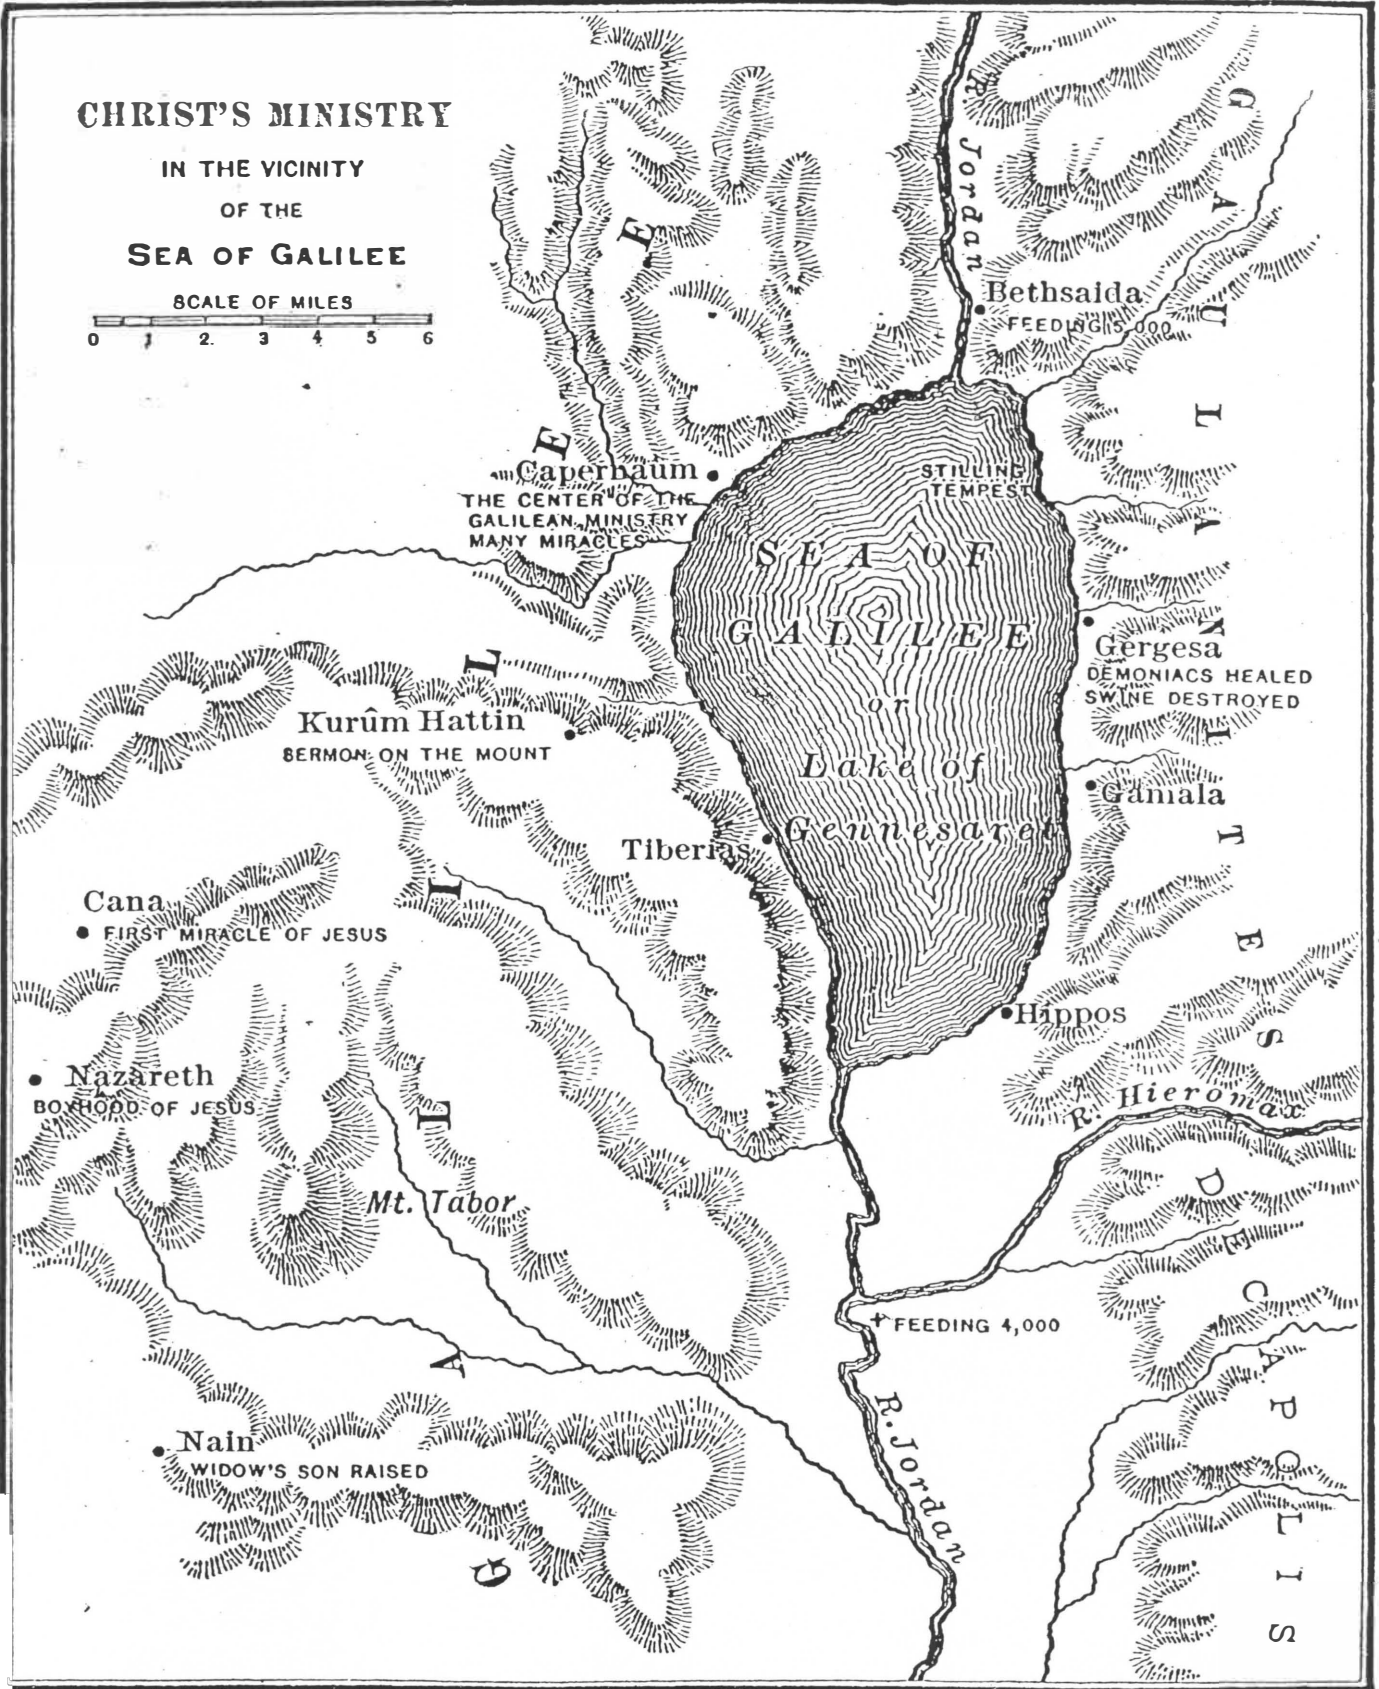 CHRIST'S MINISTRY
IN THE VICINITY
OF THE
SEA OF GALILEE
SCALE OF MILES
0 1 2. 3 4 5 6
R. Jordan
GAULANITES
Bethsaida
FEEDING 5,000
Capernaum
THE CENTER OF THE
GALILEAN MINISTRY
MANY MIRACLES
STILLING
TEMPEST
SEA OF
GALILEE
or
Lake of
Gennesaret
Gergesa
DEMONIACS HEALED
SWINE DESTROYED
Kurûm Hattin
SERMON ON THE MOUNT
Gamala
Tiberias
Cana
FIRST MIRACLE OF JESUS
Hippos
Nazareth
BOYHOOD OF JESUS
R. Hieromax
Mt. Tabor
DECAPOLIS
FEEDING 4,000
R. Jordan
Nain
WIDOW'S SON RAISED
GALILEE